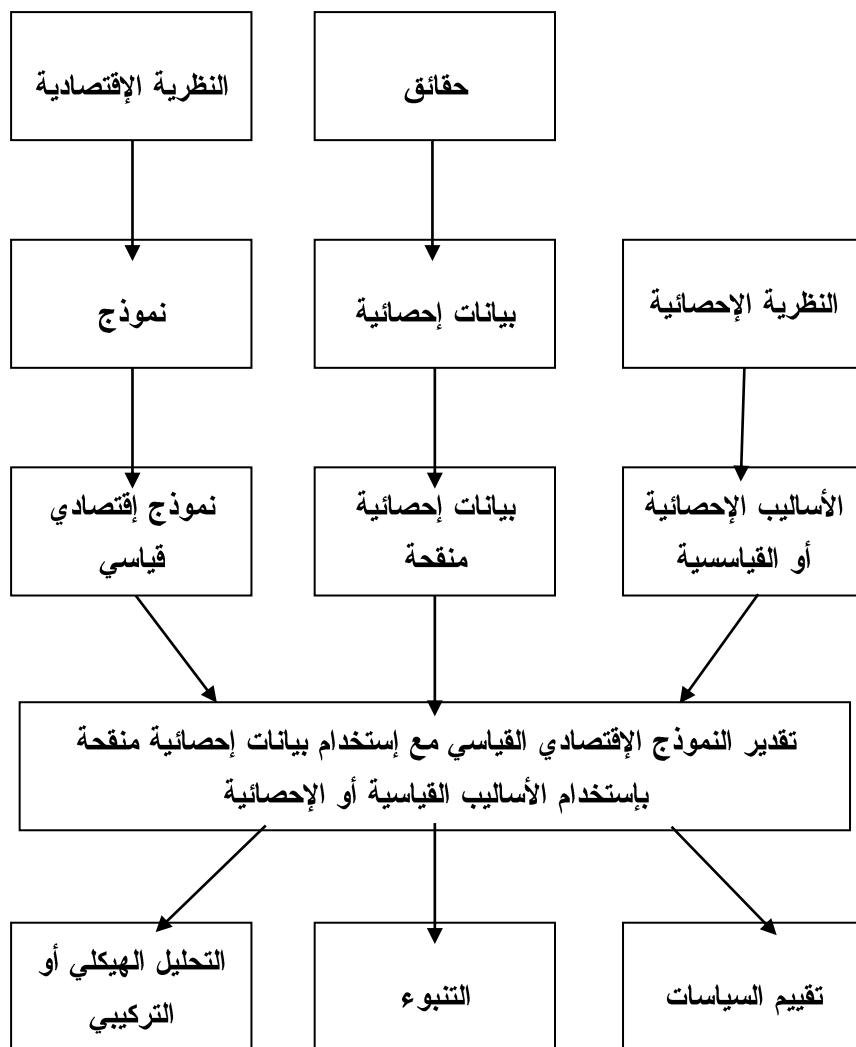 النظرية الإقتصادية
حقائق
نموذج
بيانات إحصائية
النظرية الإحصائية
نموذج إقتصادي
قياسي
بيانات إحصائية
منقحة
الأساليب الإحصائية
أو القياسسية
تقدير النموذج الإقتصادي القياسي مع إستخدام بيانات إحصائية منقحة
بإستخدام الأساليب القياسية أو الإحصائية
التحليل الهيكلي أو
التركيبي
التنبوء
تقييم السياسات